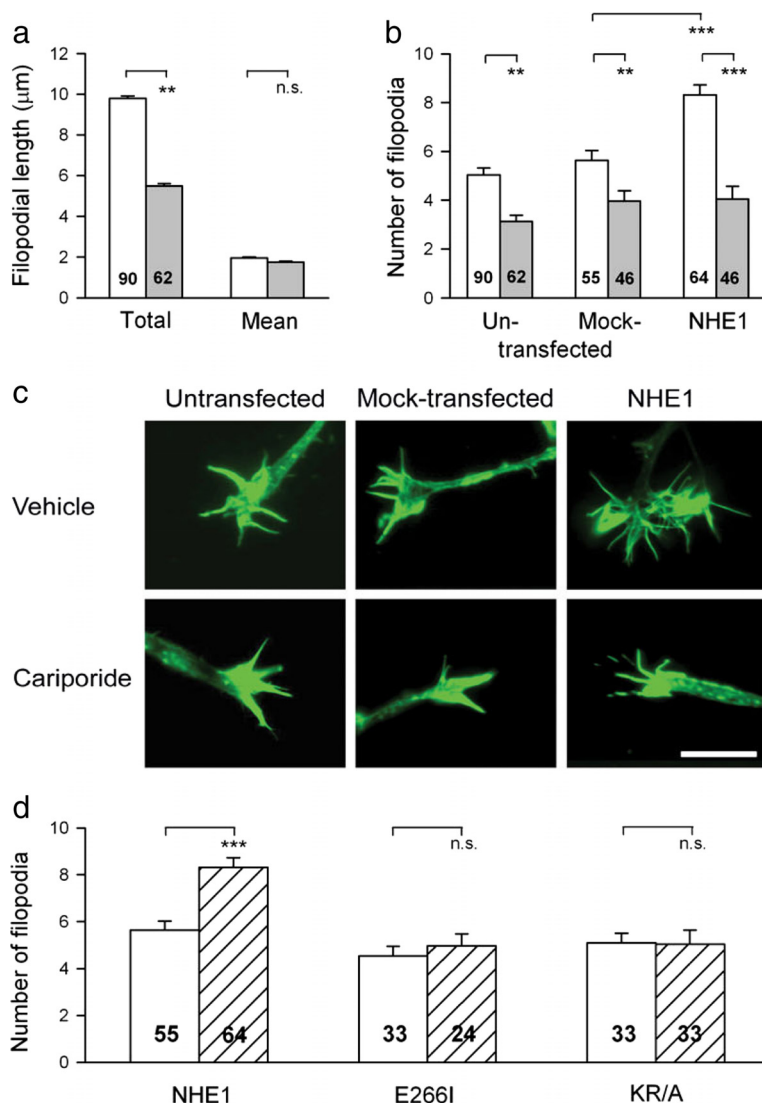 a
Filopodial length (μm)
12
10
8
6
4
2
0
**
n.s.
90
62
Total
Mean
b
Number of filopodia
10
8
6
4
2
0
***
**
**
***
90
62
55
46
64
46
Un-
Mock-
NHE1
transfected
c
Untransfected
Mock-transfected
NHE1
Vehicle
Cariporide
d
Number of filopodia
10
8
6
4
2
0
***
n.s.
n.s.
55
64
33
24
33
33
NHE1
E266I
KR/A